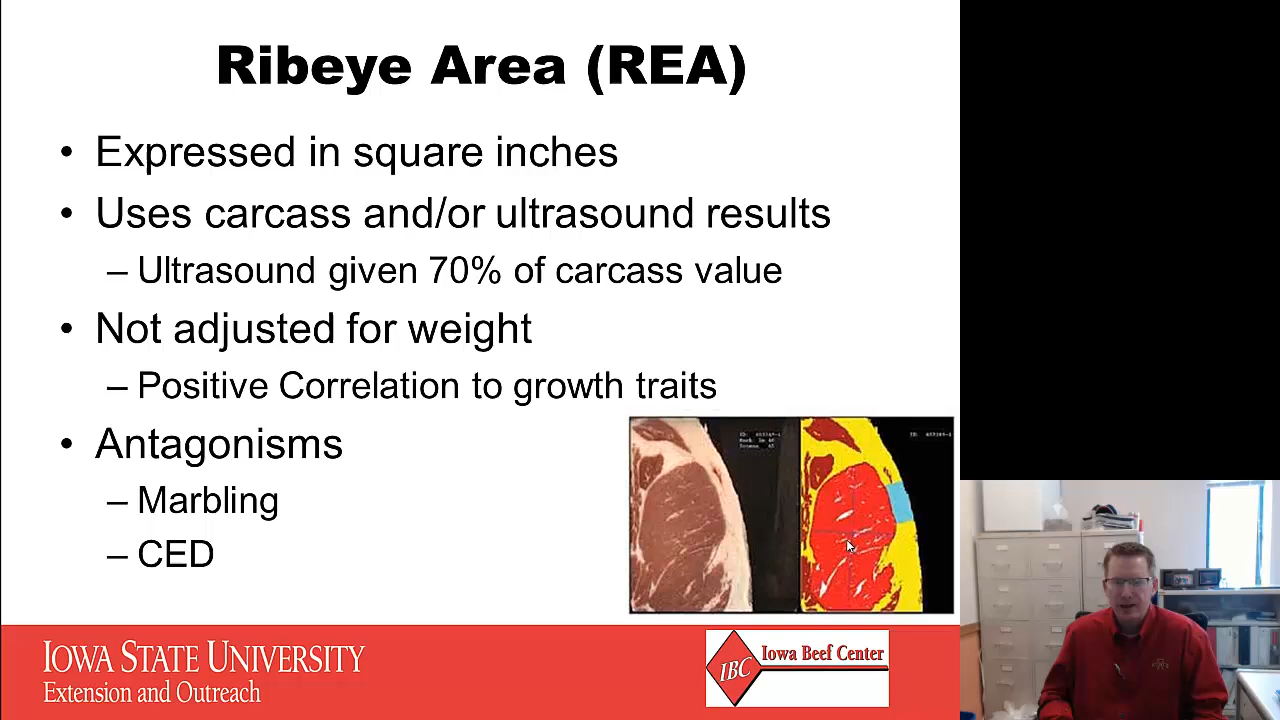 Ribeye Area (REA)
• Expressed in square inches
• Uses carcass and/or ultrasound results
– Ultrasound given 70% of carcass value
• Not adjusted for weight
– Positive Correlation to growth traits
• Antagonisms
– Marbling
– CED
IOWA STATE UNIVERSITY
Extension and Outreach
IBC
Iowa Beef Center